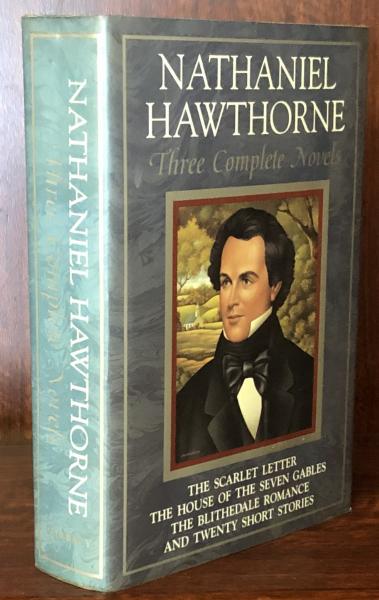 NATHANIEL
HAWTHORNE
Three Complete Novels
THE SCARLET LETTER
THE HOUSE OF THE SEVEN GABLES
THE BLITHEDALE ROMANCE
AND TWENTY SHORT STORIES
NATHANIEL HAWTHORNE
Three Complete Novels